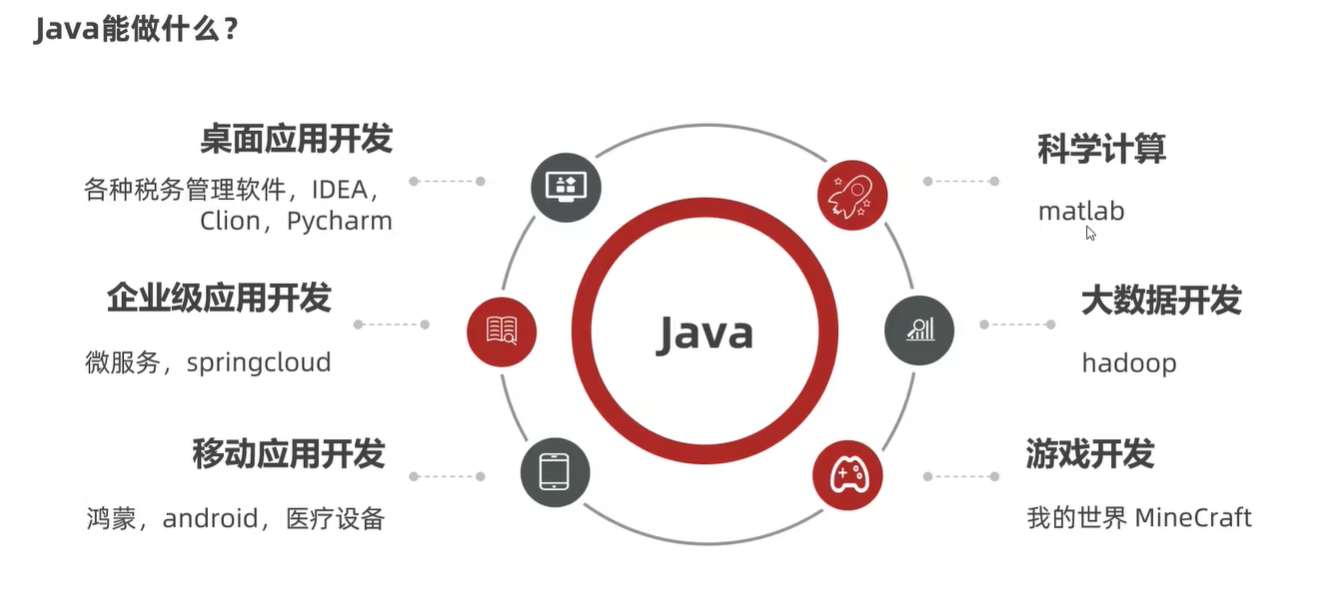 Java能做什么？
桌面应用开发
各种税务管理软件，IDEA，
Clion，Pycharm
企业级应用开发
微服务，springcloud
移动应用开发
鸿蒙，android，医疗设备
Java
科学计算
matlab
大数据开发
hadoop
游戏开发
我的世界 MineCraft